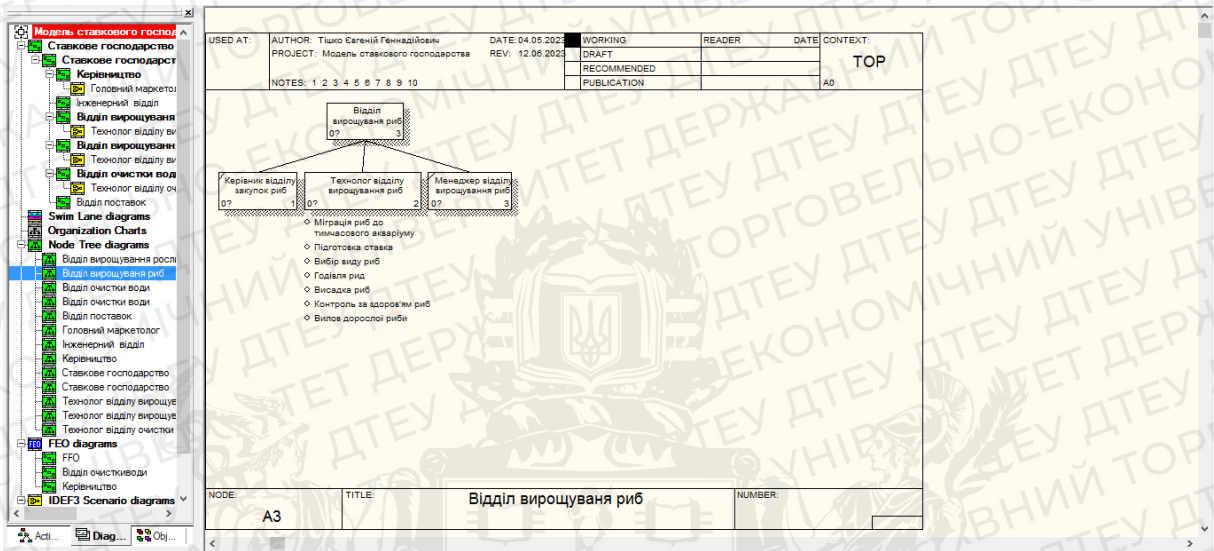 Модель ставкового господ
Ставкове господарство
Ставкове господарст
Керівництво
Головний маркетол
Інженерний відділ
Відділ вирощуваня
Технолог відділу ви
Відділ вирощуванн
Технолог відділу ви
Відділ очистки вод
Технолог відділу оч
Відділ поставок
Swim Lane diagrams
Organization Charts
Node Tree diagrams
Відділ вирощування росл
Відділ вирощуваня риб
Відділ очистки води
Відділ очистки води
Відділ поставок
Головний маркетолог
Інженерний відділ
Керівництво
Ставкове господарство
Ставкове господарство
Технолог відділу вирощує
Технолог відділу вирощує
Технолог відділу очистки
FEO diagrams
FFO
Відділ очисткиводи
Керівництво
IDEF3 Scenario diagrams
Acti...
Diag...
Obj...
USED AT:
AUTHOR: Тішко Євгеній Геннадійович
DATE: 04.05.2023
PROJECT: Модель ставкового господарства
REV: 12.06.2023
NOTES: 1 2 3 4 5 6 7 8 9 10
WORKING
DRAFT
RECOMMENDED
PUBLICATION
READER
DATE
CONTEXT:
TOP
A0
Відділ
вирощуваня риб
0? 3
Керівник відділу
закупок риб
0? 1
Технолог відділу
вирощування риб
0? 2
Менеджер відділу
вирощування риб
0? 3
Міграція риб до
тимчасового акваріуму
Підготовка ставка
Вибір виду риб
Годівля рид
Висадка риб
Контроль за здоров'ям риб
Вилов дорослої риби
NODE:
A3
TITLE:
Відділ вирощуваня риб
NUMBER: